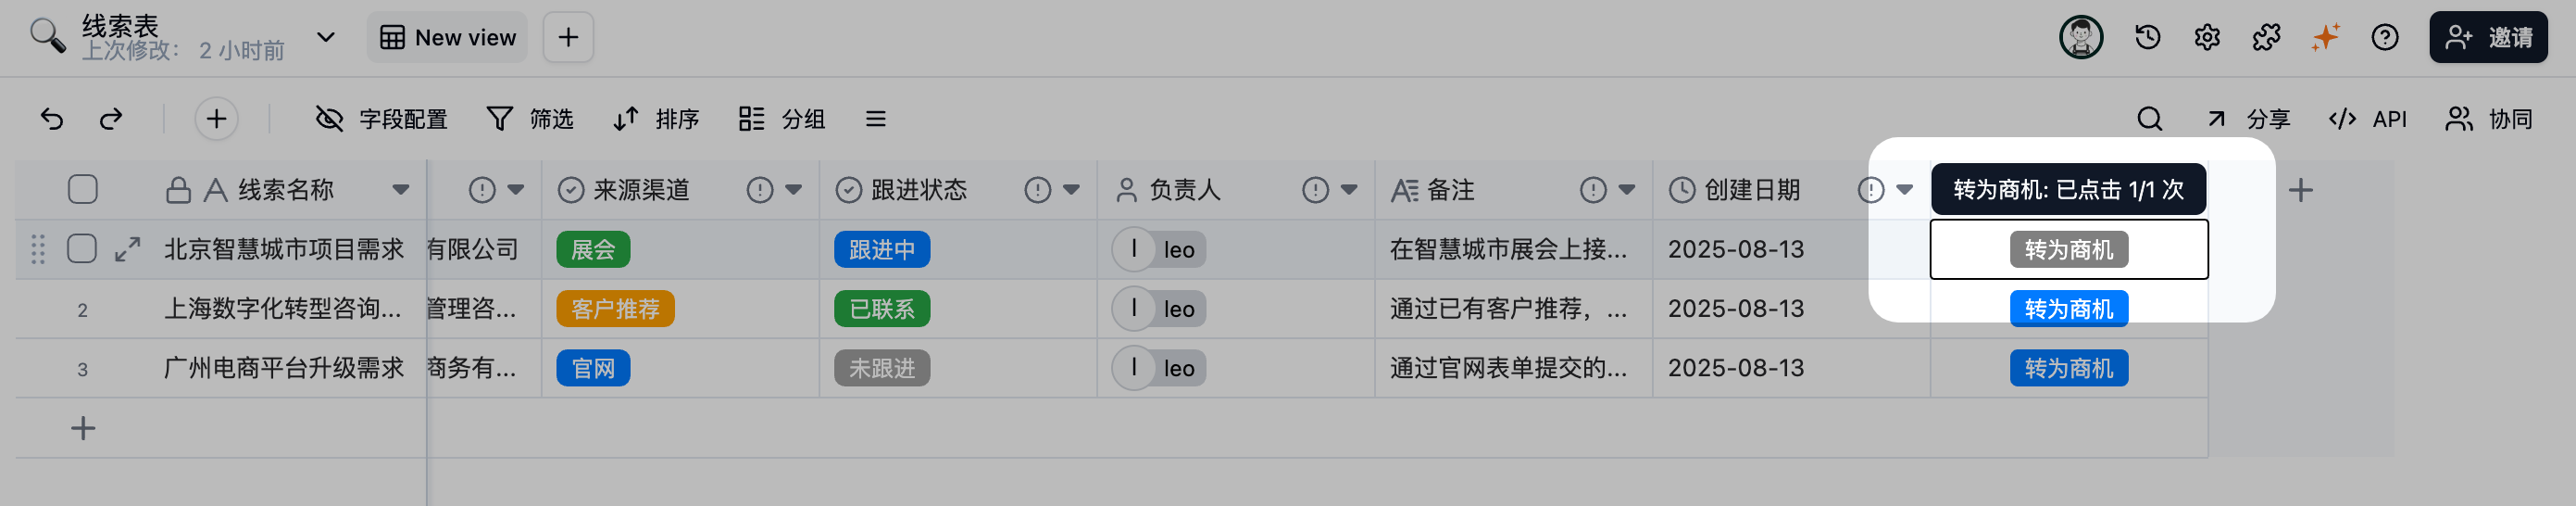 线索表
上次修改： 2 小时前
New view
邀请
字段配置 筛选 排序 分组 分享 API 协同
线索名称 来源渠道 跟进状态 负责人 备注 创建日期 转为商机: 已点击 1/1 次
北京智慧城市项目需求 有限公司 展会 跟进中 l leo 在智慧城市展会上接... 2025-08-13 转为商机
2 上海数字化转型咨询... 管理咨... 客户推荐 已联系 l leo 通过已有客户推荐，... 2025-08-13 转为商机
3 广州电商平台升级需求 商务有... 官网 未跟进 l leo 通过官网表单提交的... 2025-08-13 转为商机